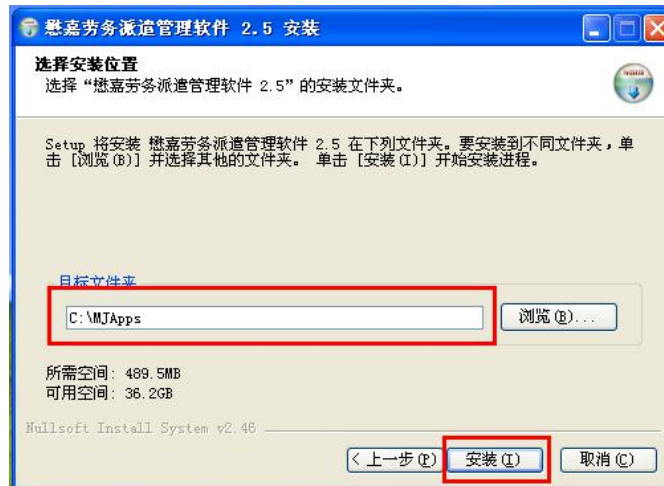 懋嘉劳务派遣管理软件 2.5 安装
选择安装位置
选择“懋嘉劳务派遣管理软件 2.5”的安装文件夹。
Setup 将安装 懋嘉劳务派遣管理软件 2.5 在下列文件夹。要安装到不同文件夹，单
击 [浏览(B)] 并选择其他的文件夹。 单击 [安装(I)] 开始安装进程。
目标文件夹
C:\MJApps
浏览(B)...
所需空间: 489.5MB
可用空间: 36.2GB
Nullsoft Install System v2.46
< 上一步(P)
安装(I)
取消(C)